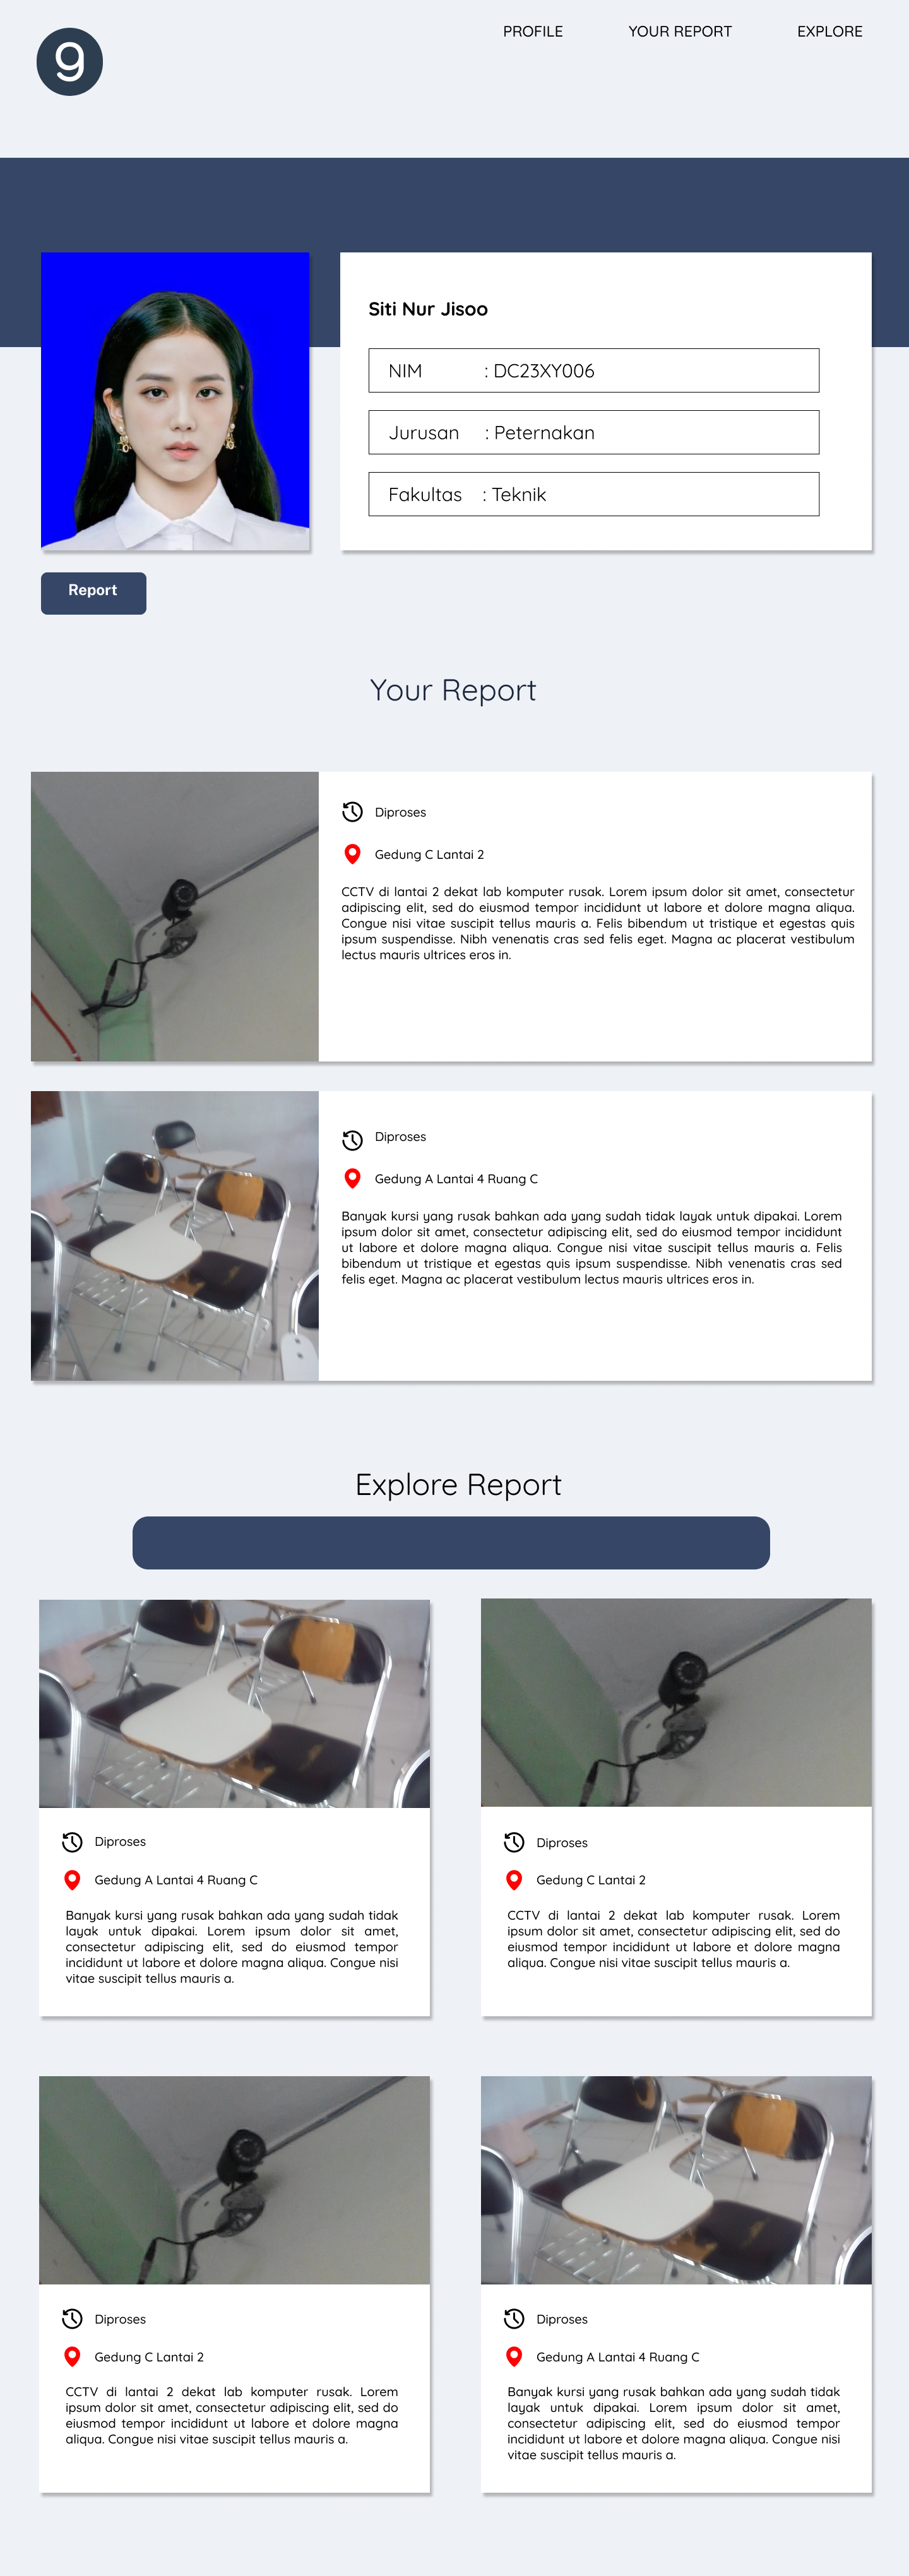 9
PROFILE YOUR REPORT EXPLORE
Siti Nur Jisoo
NIM : DC23XY006
Jurusan : Peternakan
Fakultas : Teknik
Report
Your Report
Diproses
Gedung C Lantai 2
CCTV di lantai 2 dekat lab komputer rusak. Lorem ipsum dolor sit amet, consectetur
adipiscing elit, sed do eiusmod tempor incididunt ut labore et dolore magna aliqua.
Congue nisi vitae suscipit tellus mauris a. Felis bibendum ut tristique et egestas quis
ipsum suspendisse. Nibh venenatis cras sed felis eget. Magna ac placerat vestibulum
lectus mauris ultrices eros in.
Diproses
Gedung A Lantai 4 Ruang C
Banyak kursi yang rusak bahkan ada yang sudah tidak layak untuk dipakai. Lorem
ipsum dolor sit amet, consectetur adipiscing elit, sed do eiusmod tempor incididunt
ut labore et dolore magna aliqua. Congue nisi vitae suscipit tellus mauris a. Felis
bibendum ut tristique et egestas quis ipsum suspendisse. Nibh venenatis cras sed
felis eget. Magna ac placerat vestibulum lectus mauris ultrices eros in.
Explore Report
Diproses
Gedung A Lantai 4 Ruang C
Banyak kursi yang rusak bahkan ada yang sudah tidak
layak untuk dipakai. Lorem ipsum dolor sit amet,
consectetur adipiscing elit, sed do eiusmod tempor
incididunt ut labore et dolore magna aliqua. Congue nisi
vitae suscipit tellus mauris a.
Diproses
Gedung C Lantai 2
CCTV di lantai 2 dekat lab komputer rusak. Lorem
ipsum dolor sit amet, consectetur adipiscing elit, sed do
eiusmod tempor incididunt ut labore et dolore magna
aliqua. Congue nisi vitae suscipit tellus mauris a.
Diproses
Gedung C Lantai 2
CCTV di lantai 2 dekat lab komputer rusak. Lorem
ipsum dolor sit amet, consectetur adipiscing elit, sed do
eiusmod tempor incididunt ut labore et dolore magna
aliqua. Congue nisi vitae suscipit tellus mauris a.
Diproses
Gedung A Lantai 4 Ruang C
Banyak kursi yang rusak bahkan ada yang sudah tidak
layak untuk dipakai. Lorem ipsum dolor sit amet,
consectetur adipiscing elit, sed do eiusmod tempor
incididunt ut labore et dolore magna aliqua. Congue nisi
vitae suscipit tellus mauris a.